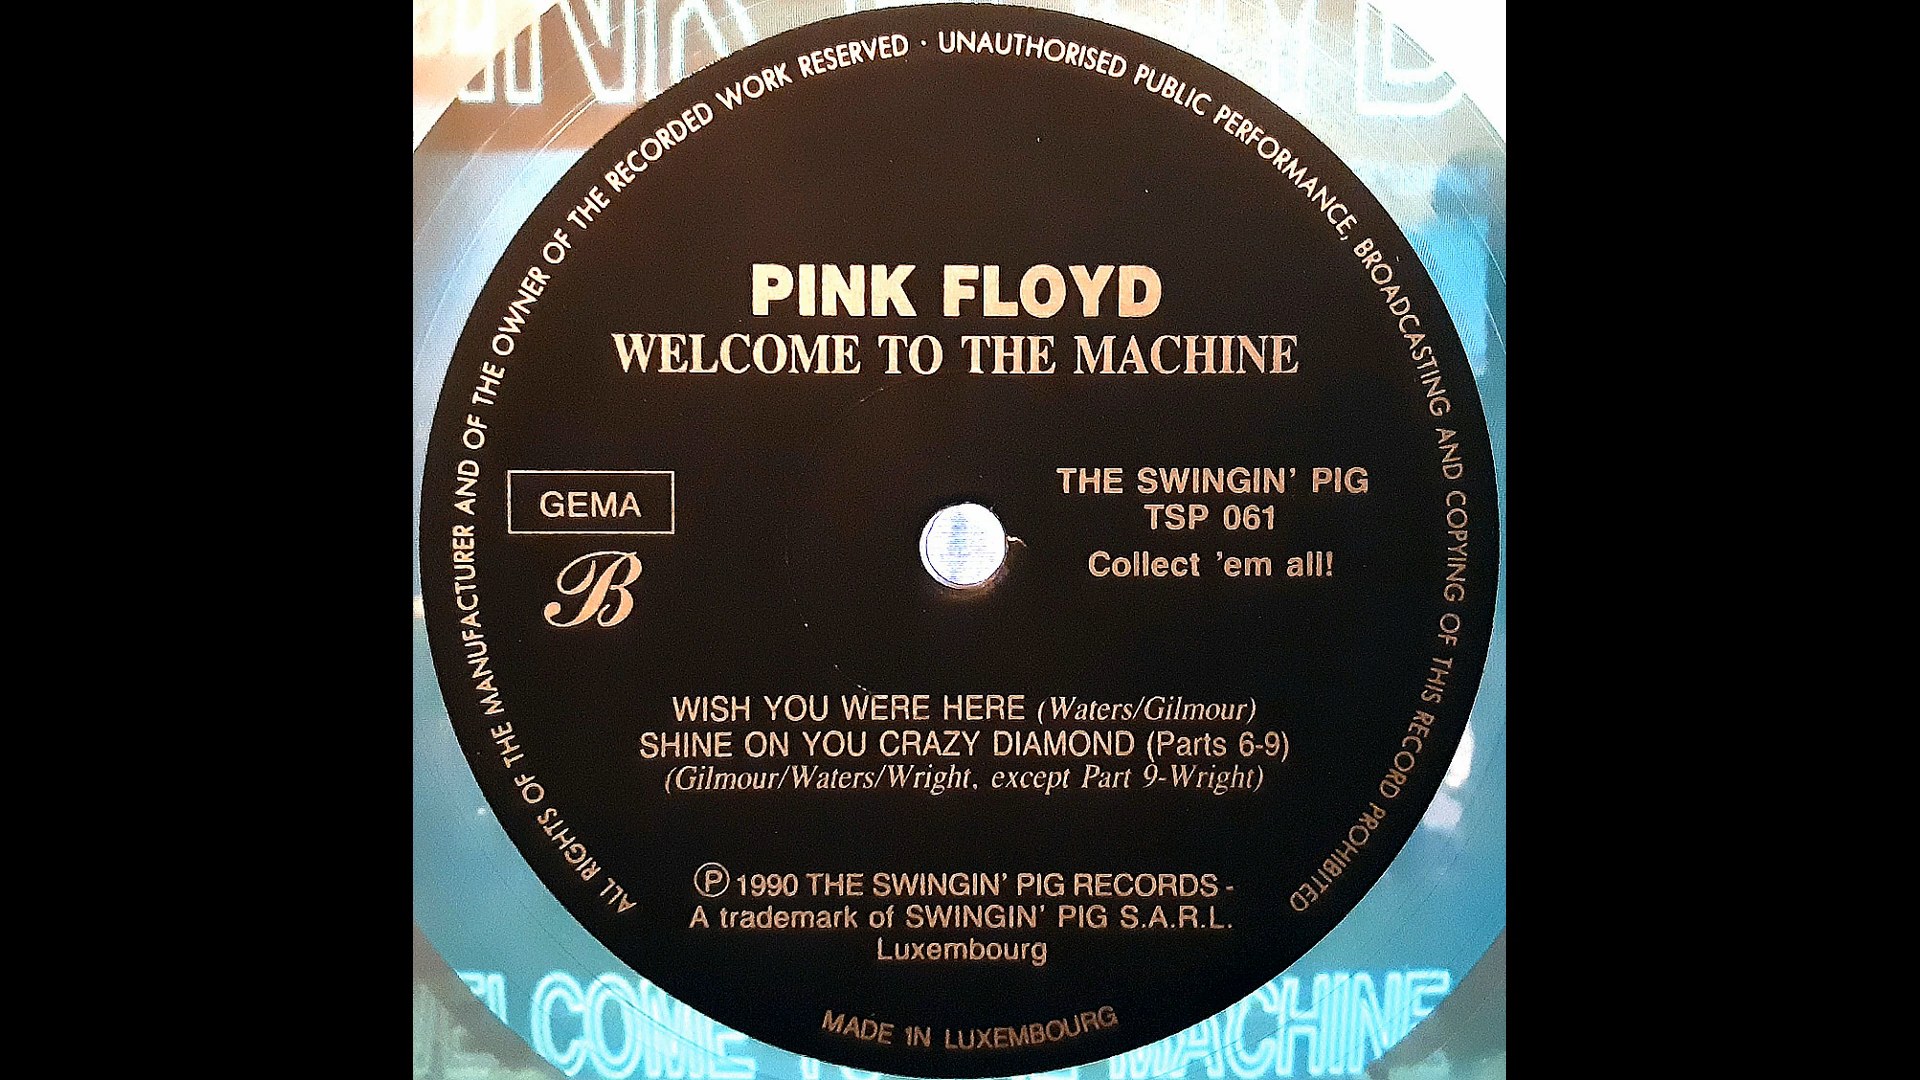 ALL RIGHTS OF THE MANUFACTURER AND OF THE OWNER OF THE RECORDED WORK RESERVED · UNAUTHORISED PUBLIC PERFORMANCE, BROADCASTING AND COPYING OF THIS RECORD PROHIBITED
PINK FLOYD
WELCOME TO THE MACHINE
GEMA
B
THE SWINGIN' PIG
TSP 061
Collect 'em all!
WISH YOU WERE HERE (Waters/Gilmour)
SHINE ON YOU CRAZY DIAMOND (Parts 6-9)
(Gilmour/Waters/Wright, except Part 9-Wright)
Ⓟ 1990 THE SWINGIN' PIG RECORDS -
A trademark of SWINGIN' PIG S.A.R.L.
Luxembourg
MADE IN LUXEMBOURG
MACHINE